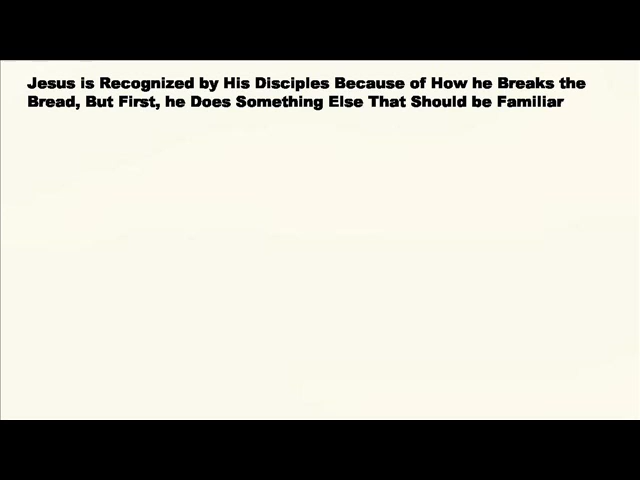 Jesus is Recognized by His Disciples Because of How he Breaks the
Bread, But First, he Does Something Else That Should be Familiar